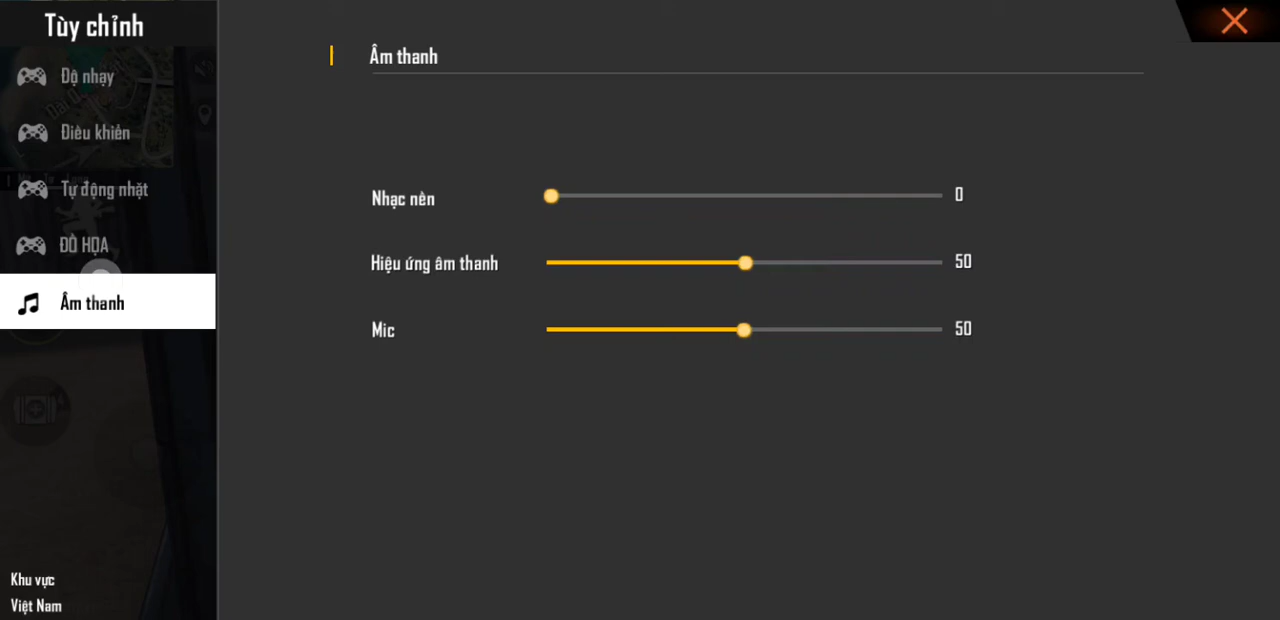 Tùy chỉnh
Độ nhạy
Điều khiển
Tự động nhặt
ĐỒ HỌA
Âm thanh
Khu vực
Việt Nam
Âm thanh
Nhạc nền 0
Hiệu ứng âm thanh 50
Mic 50